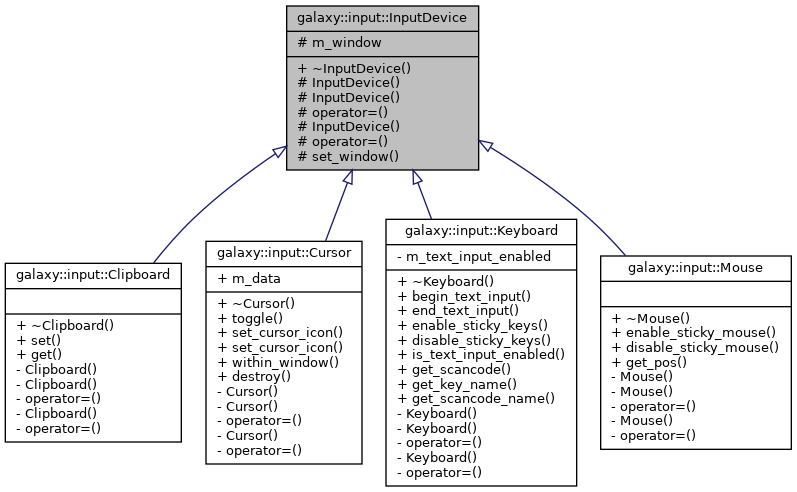 galaxy::input::InputDevice
# m_window
+ ~InputDevice()
# InputDevice()
# InputDevice()
# operator=()
# InputDevice()
# operator=()
# set_window()
galaxy::input::Clipboard
+ ~Clipboard()
+ set()
+ get()
- Clipboard()
- Clipboard()
- operator=()
- Clipboard()
- operator=()
galaxy::input::Cursor
+ m_data
+ ~Cursor()
+ toggle()
+ set_cursor_icon()
+ set_cursor_icon()
+ within_window()
+ destroy()
- Cursor()
- Cursor()
- operator=()
- Cursor()
- operator=()
galaxy::input::Keyboard
- m_text_input_enabled
+ ~Keyboard()
+ begin_text_input()
+ end_text_input()
+ enable_sticky_keys()
+ disable_sticky_keys()
+ is_text_input_enabled()
+ get_scancode()
+ get_key_name()
+ get_scancode_name()
- Keyboard()
- Keyboard()
- operator=()
- Keyboard()
- operator=()
galaxy::input::Mouse
+ ~Mouse()
+ enable_sticky_mouse()
+ disable_sticky_mouse()
+ get_pos()
- Mouse()
- Mouse()
- operator=()
- Mouse()
- operator=()